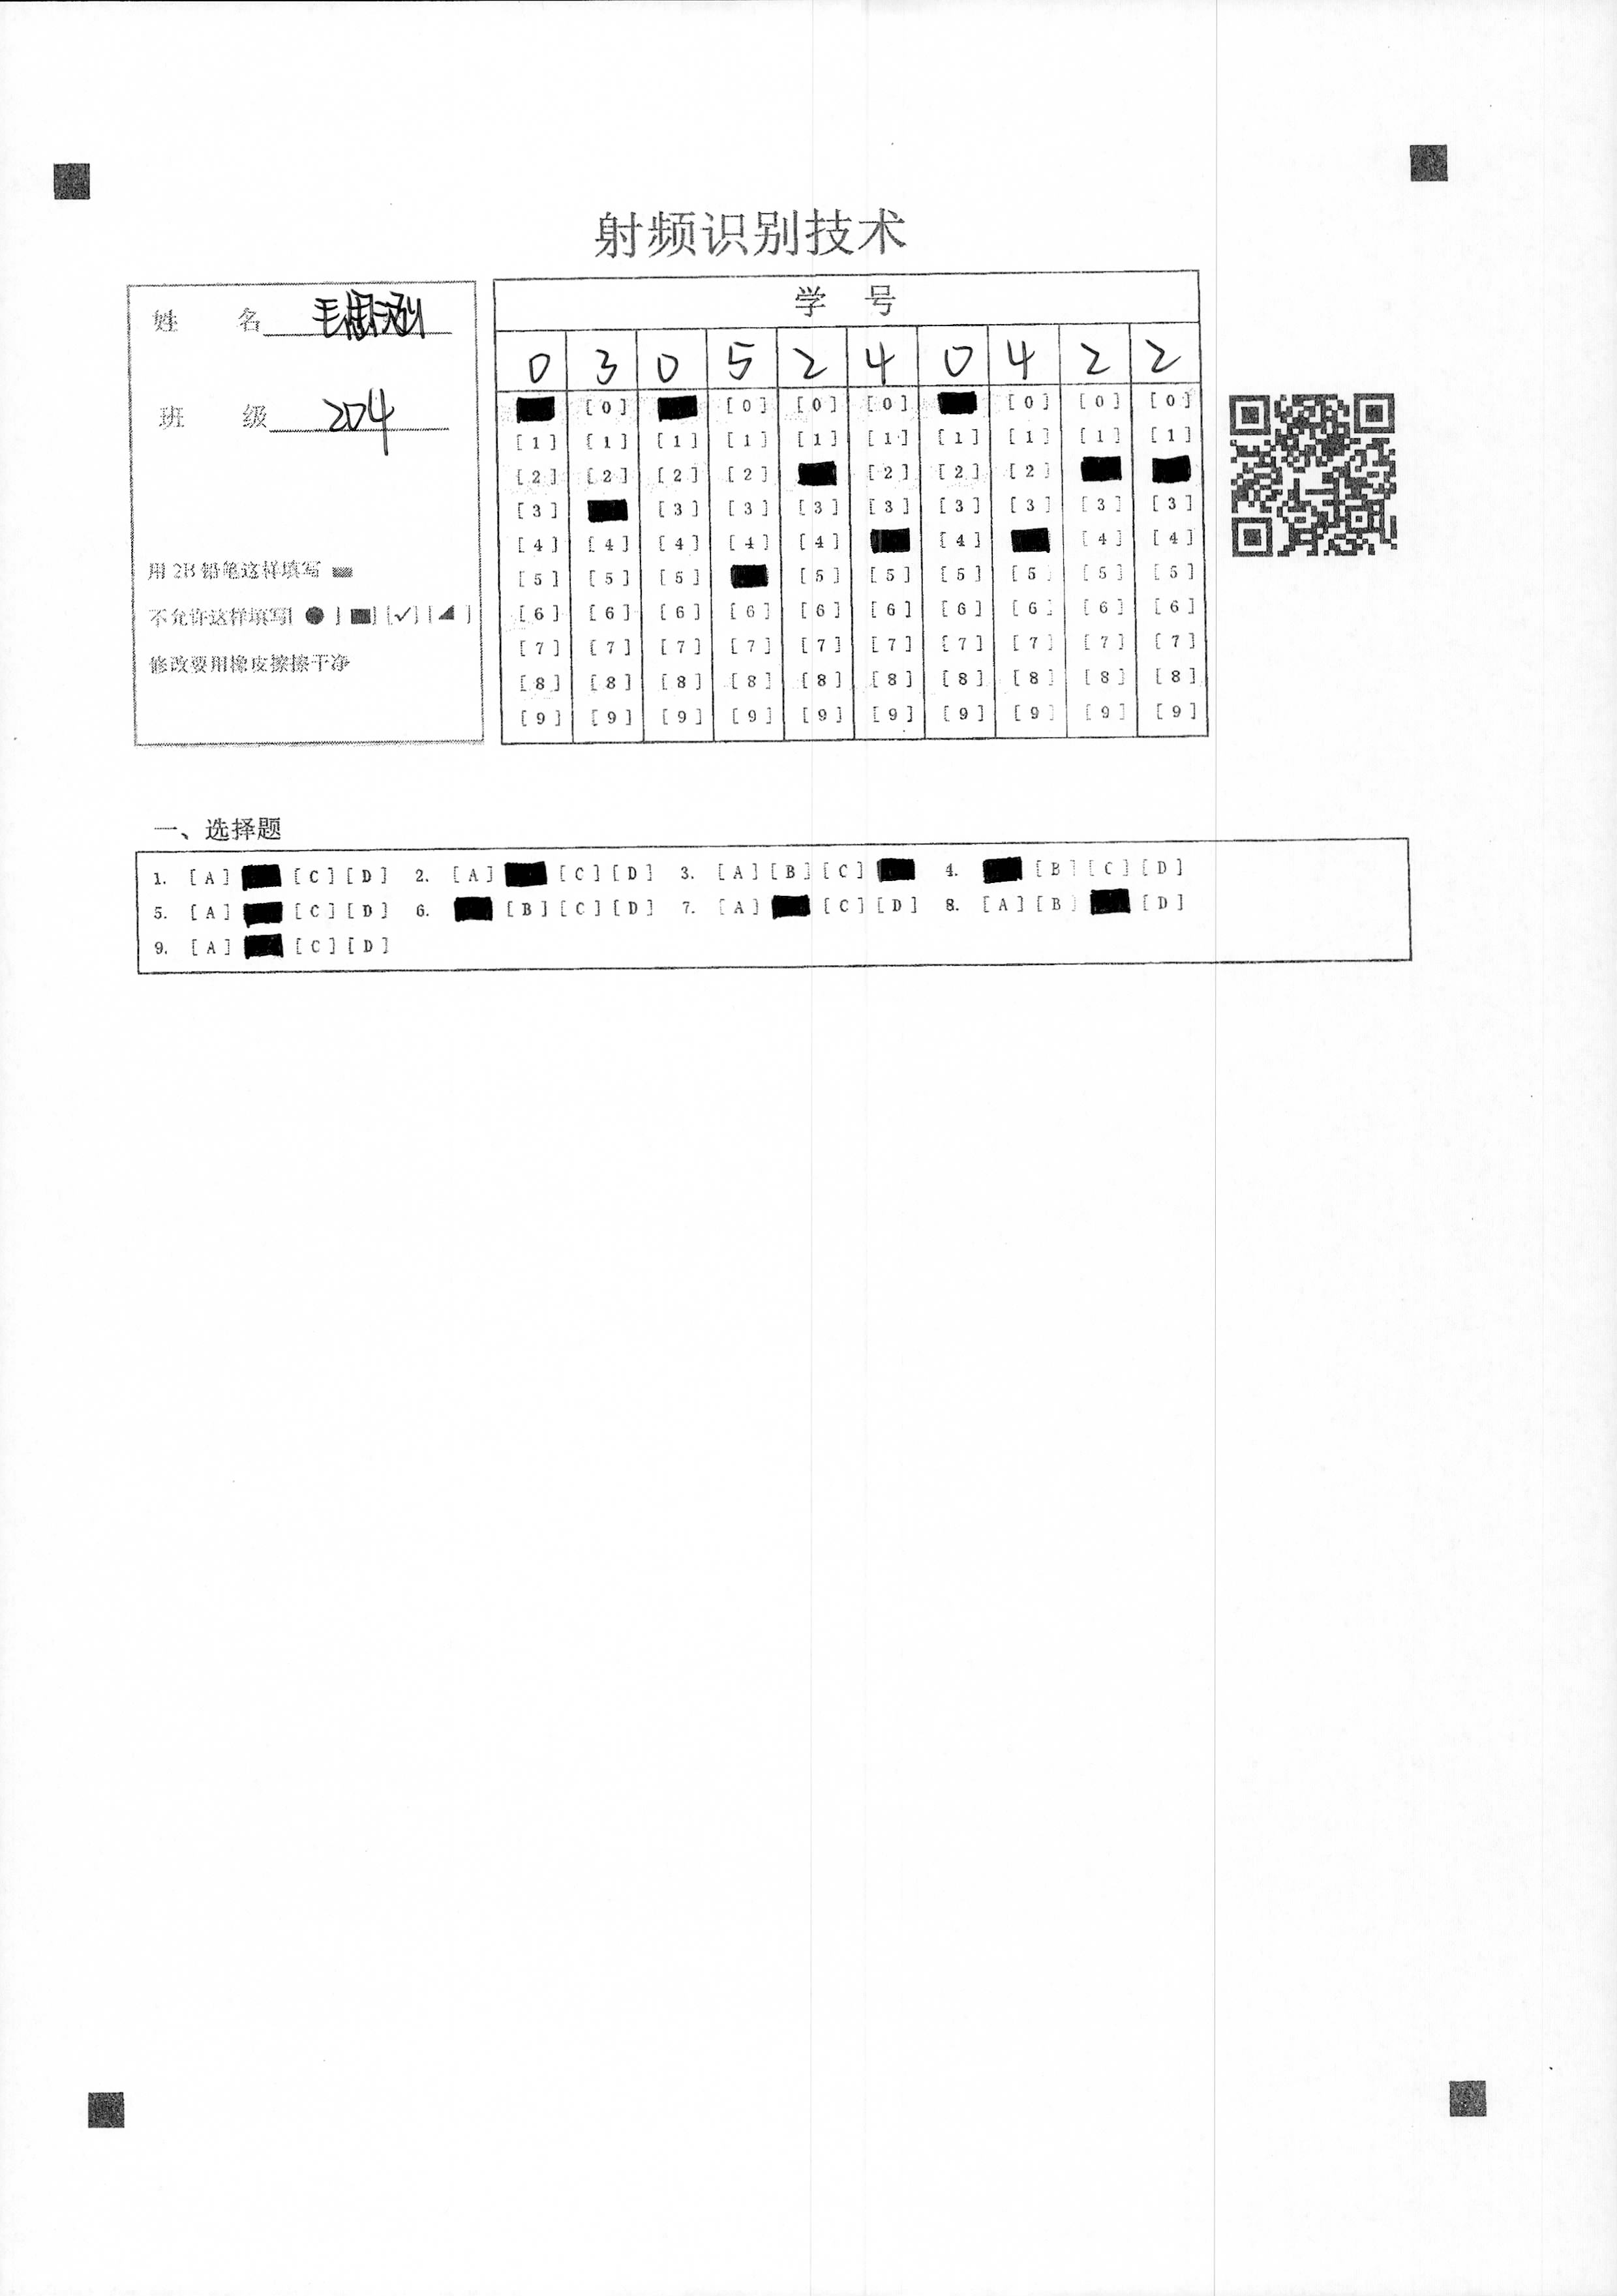 射频识别技术
姓 名
班 级 204
用 2B 铅笔这样填写
不允许这样填写[ ● ] [■] [✓] [◢ ]
修改要用橡皮擦擦干净
学 号
0 3 0 5 2 4 0 4 2 2
[0] [0] [0] [0] [0] [0] [0]
[1] [1] [1] [1] [1] [1] [1] [1] [1] [1]
[2] [2] [2] [2] [2] [2] [2]
[3] [3] [3] [3] [3] [3] [3] [3] [3]
[4] [4] [4] [4] [4] [4] [4] [4]
[5] [5] [5] [5] [5] [5] [5] [5] [5]
[6] [6] [6] [6] [6] [6] [6] [6] [6] [6]
[7] [7] [7] [7] [7] [7] [7] [7] [7] [7]
[8] [8] [8] [8] [8] [8] [8] [8] [8] [8]
[9] [9] [9] [9] [9] [9] [9] [9] [9] [9]
一、选择题
1. [A] [C] [D] 2. [A] [C] [D] 3. [A] [B] [C] 4. [B] [C] [D]
5. [A] [C] [D] 6. [B] [C] [D] 7. [A] [C] [D] 8. [A] [B] [D]
9. [A] [C] [D]